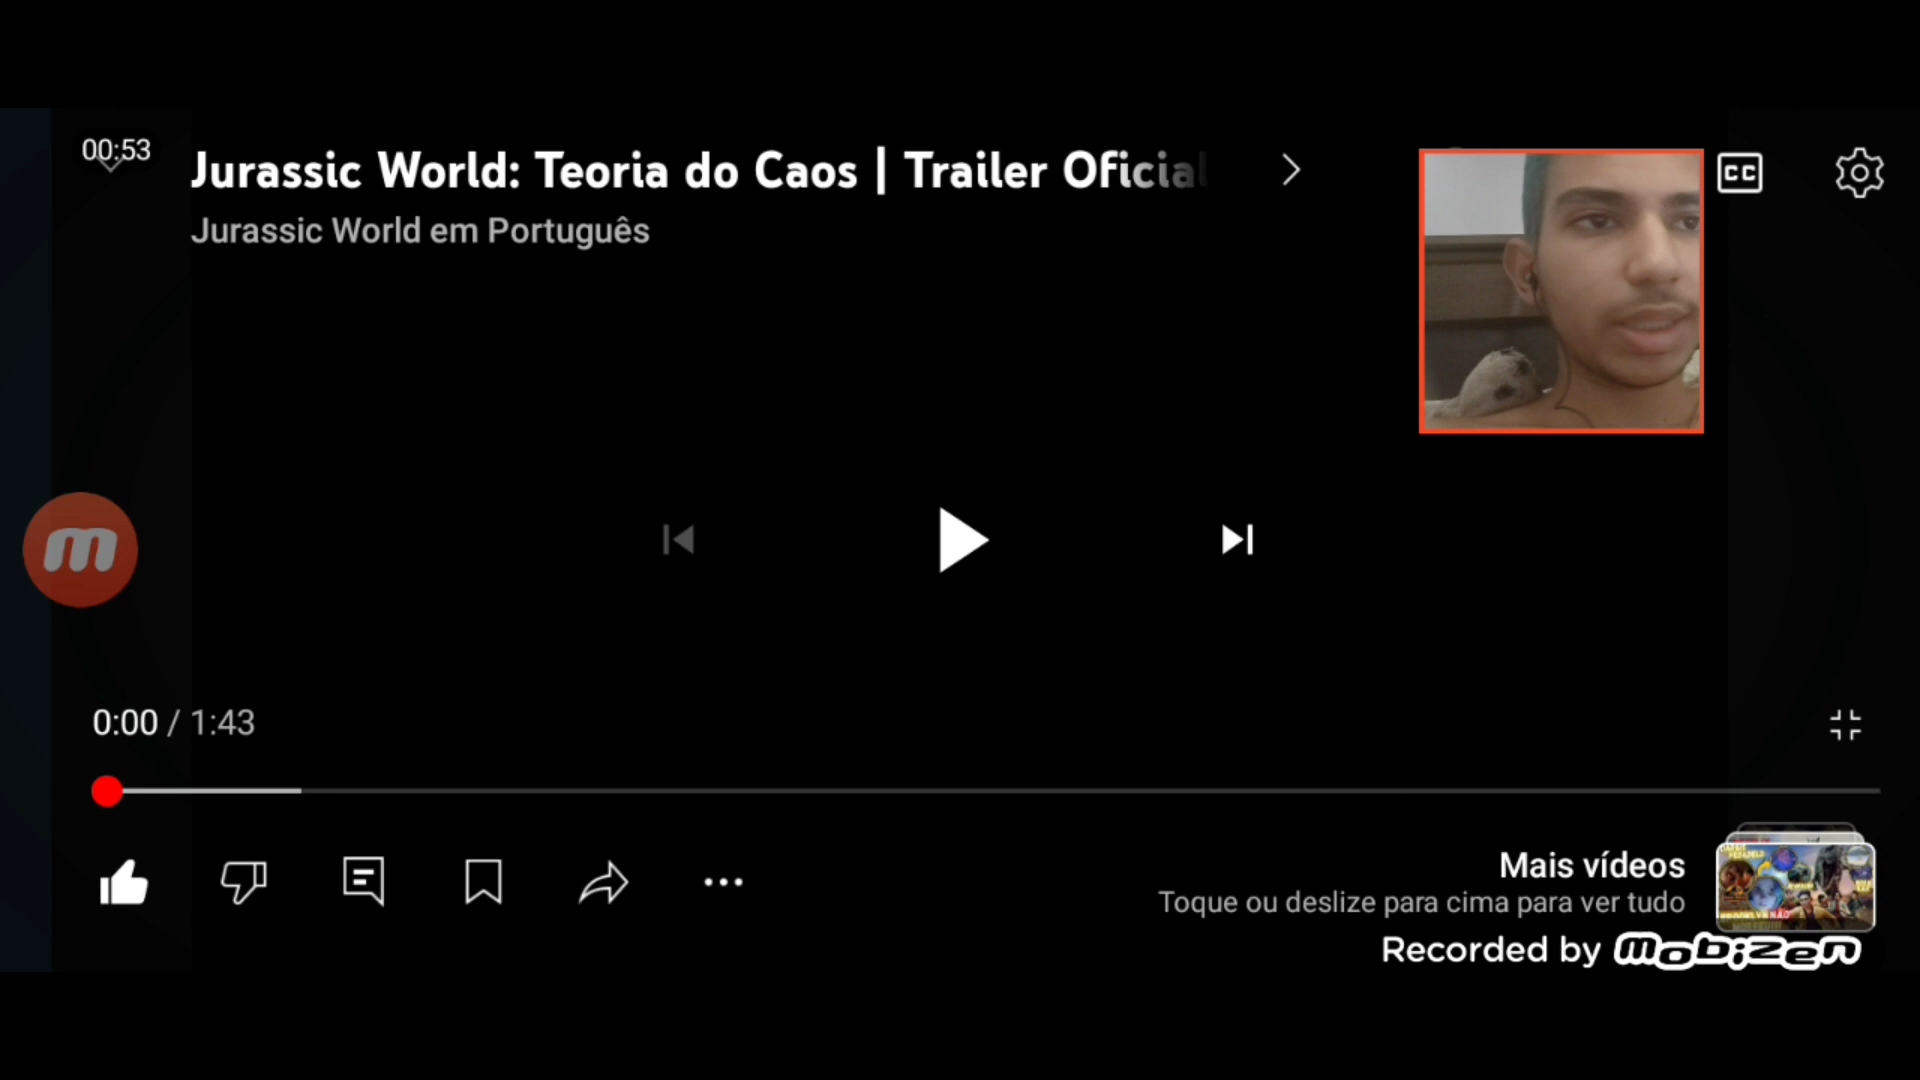 00:53
Jurassic World: Teoria do Caos | Trailer Oficial
Jurassic World em Português
CC
m
0:00 / 1:43
Mais vídeos
Toque ou deslize para cima para ver tudo
Recorded by mobizen